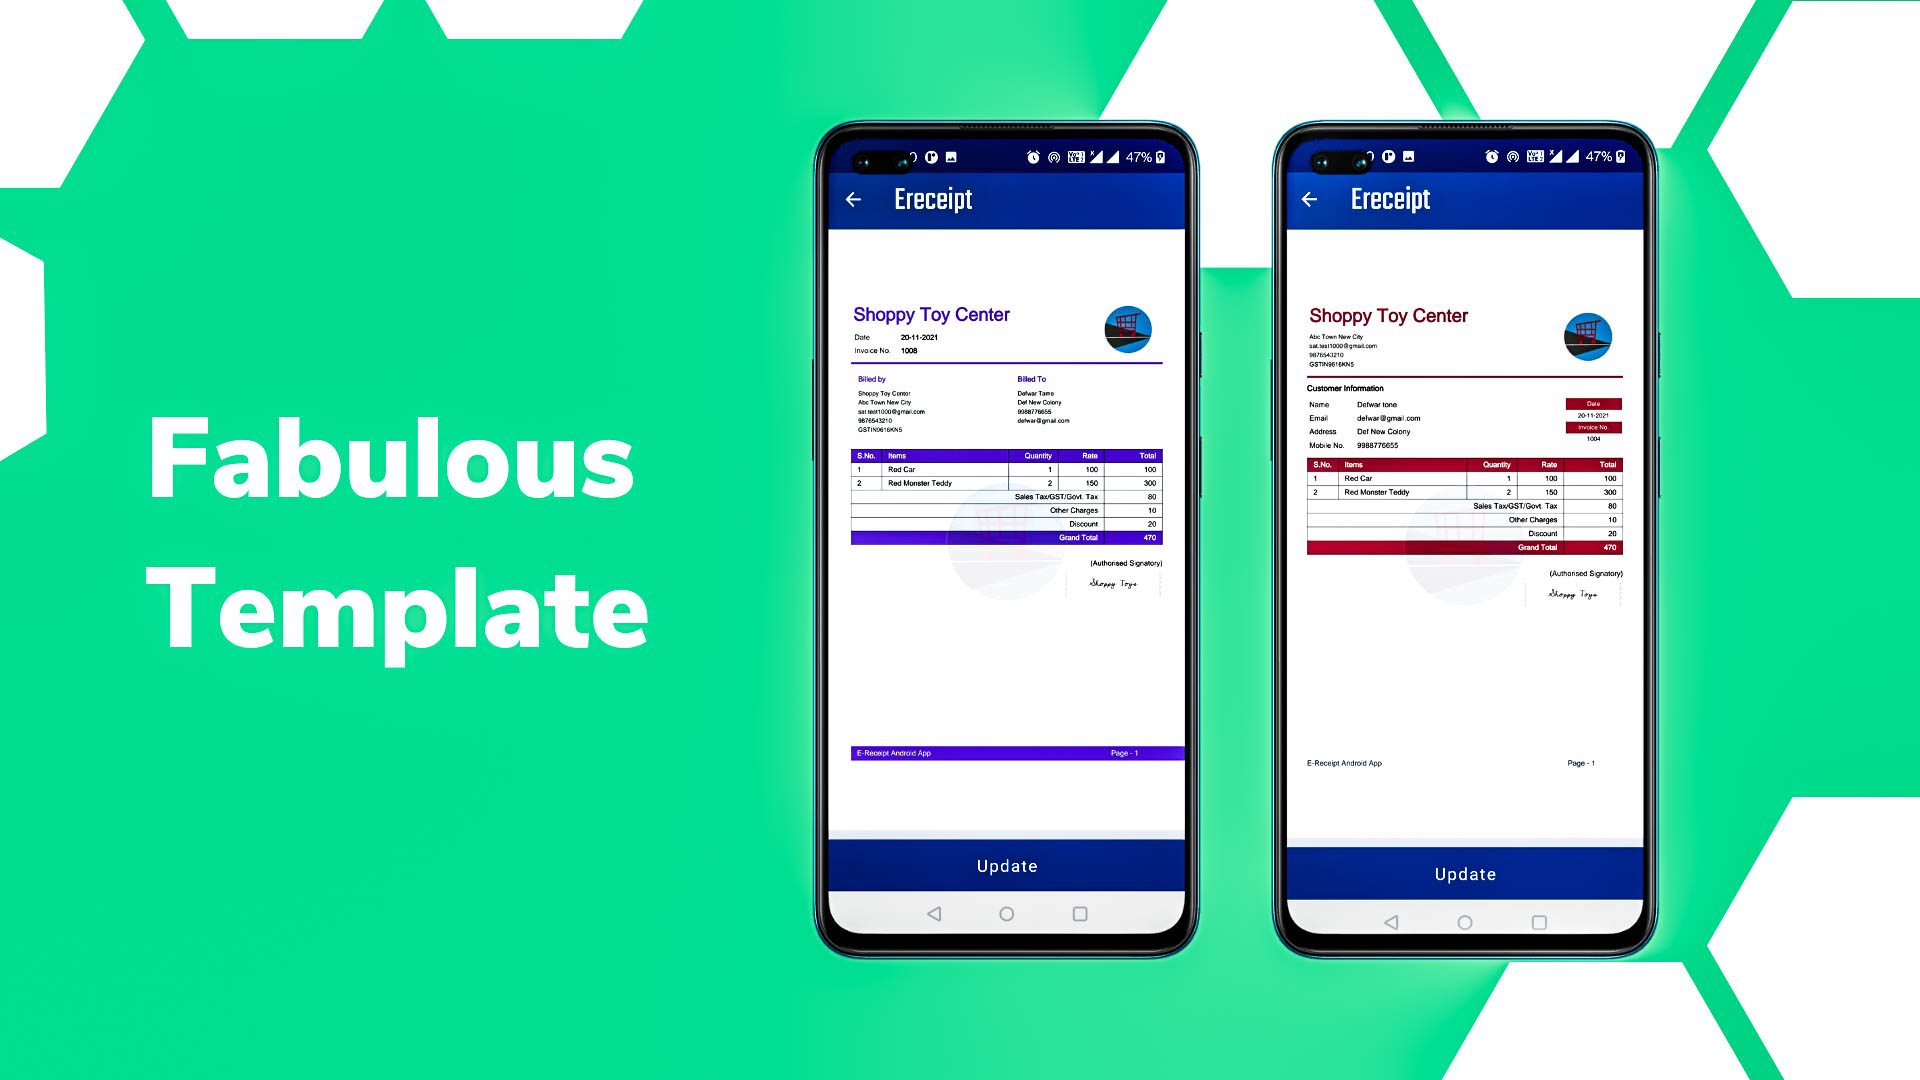 Fabulous
Template
47%
Ereceipt
Shoppy Toy Center
Date 20-11-2021
Invoice No. 1008
Billed by Billed To
Shoppy Toy Center Defwar Tame
Abc Town New City Def New Colony
sat.test1000@gmail.com 9988776655
9876543210 defwar@gmail.com
GSTIN9616KN5
S.No. Items Quantity Rate Total
1 Red Car 1 100 100
2 Red Monster Teddy 2 150 300
Sales Tax/GST/Govt. Tax 80
Other Charges 10
Discount 20
Grand Total 470
(Authorised Signatory)
Shoppy Toys
E-Receipt Android App Page - 1
Update
47%
Ereceipt
Shoppy Toy Center
Abc Town New City
sat.test1000@gmail.com
9876543210
GSTIN9616KN5
Customer Information
Name Defwar tone
Email defwar@gmail.com
Address Def New Colony
Mobile No. 9988776655
Date
20-11-2021
Invoice No.
1004
S.No. Items Quantity Rate Total
1 Red Car 1 100 100
2 Red Monster Teddy 2 150 300
Sales Tax/GST/Govt. Tax 80
Other Charges 10
Discount 20
Grand Total 470
(Authorised Signatory)
Shoppy Toys
E-Receipt Android App Page - 1
Update